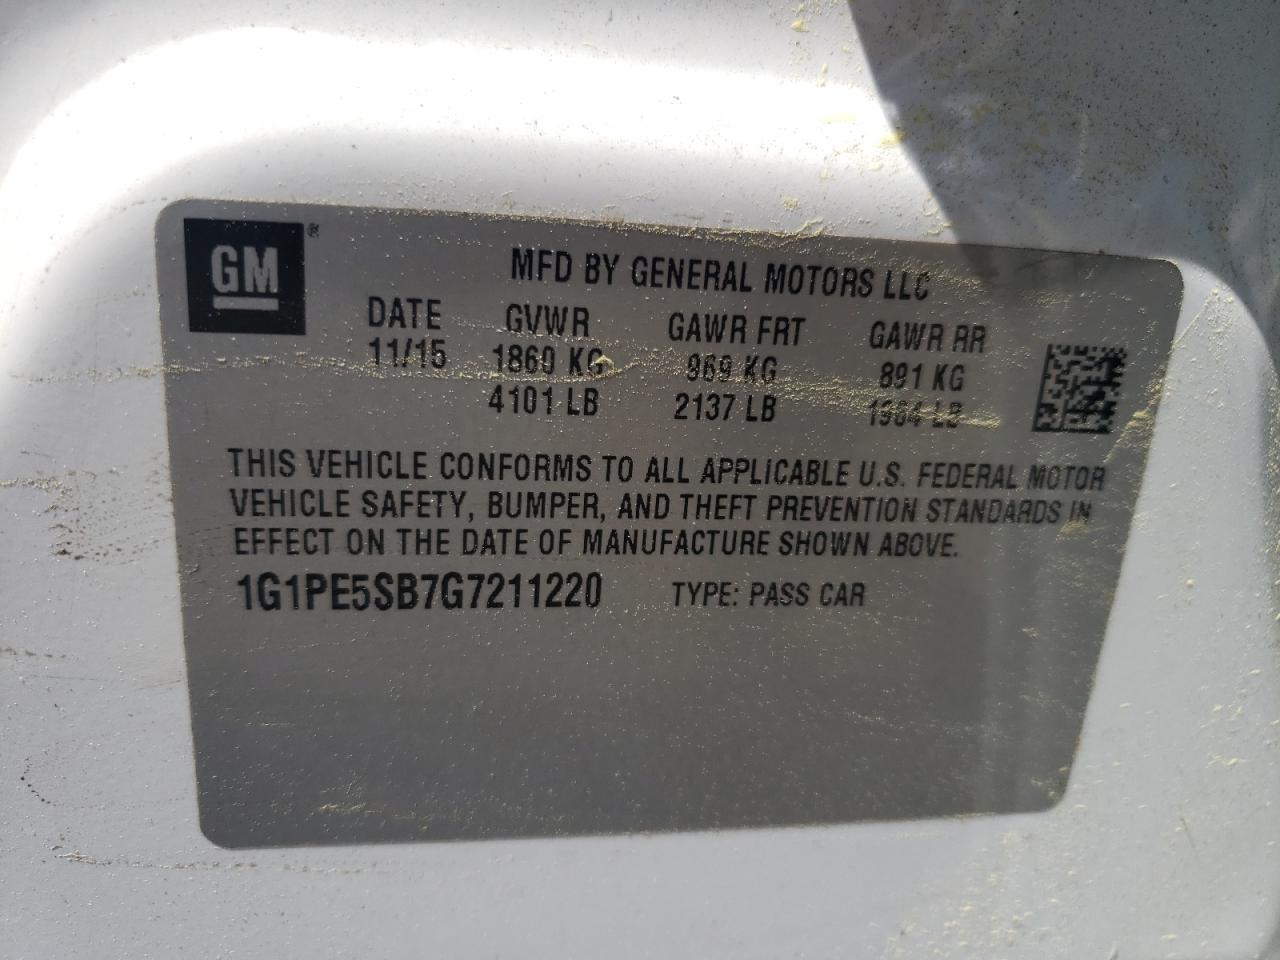 GM ®
MFD BY GENERAL MOTORS LLC
DATE GVWR GAWR FRT GAWR RR
11/15 1860 KG 969 KG 891 KG
4101 LB 2137 LB 1964 LB
THIS VEHICLE CONFORMS TO ALL APPLICABLE U.S. FEDERAL MOTOR
VEHICLE SAFETY, BUMPER, AND THEFT PREVENTION STANDARDS IN
EFFECT ON THE DATE OF MANUFACTURE SHOWN ABOVE.
1G1PE5SB7G7211220 TYPE: PASS CAR